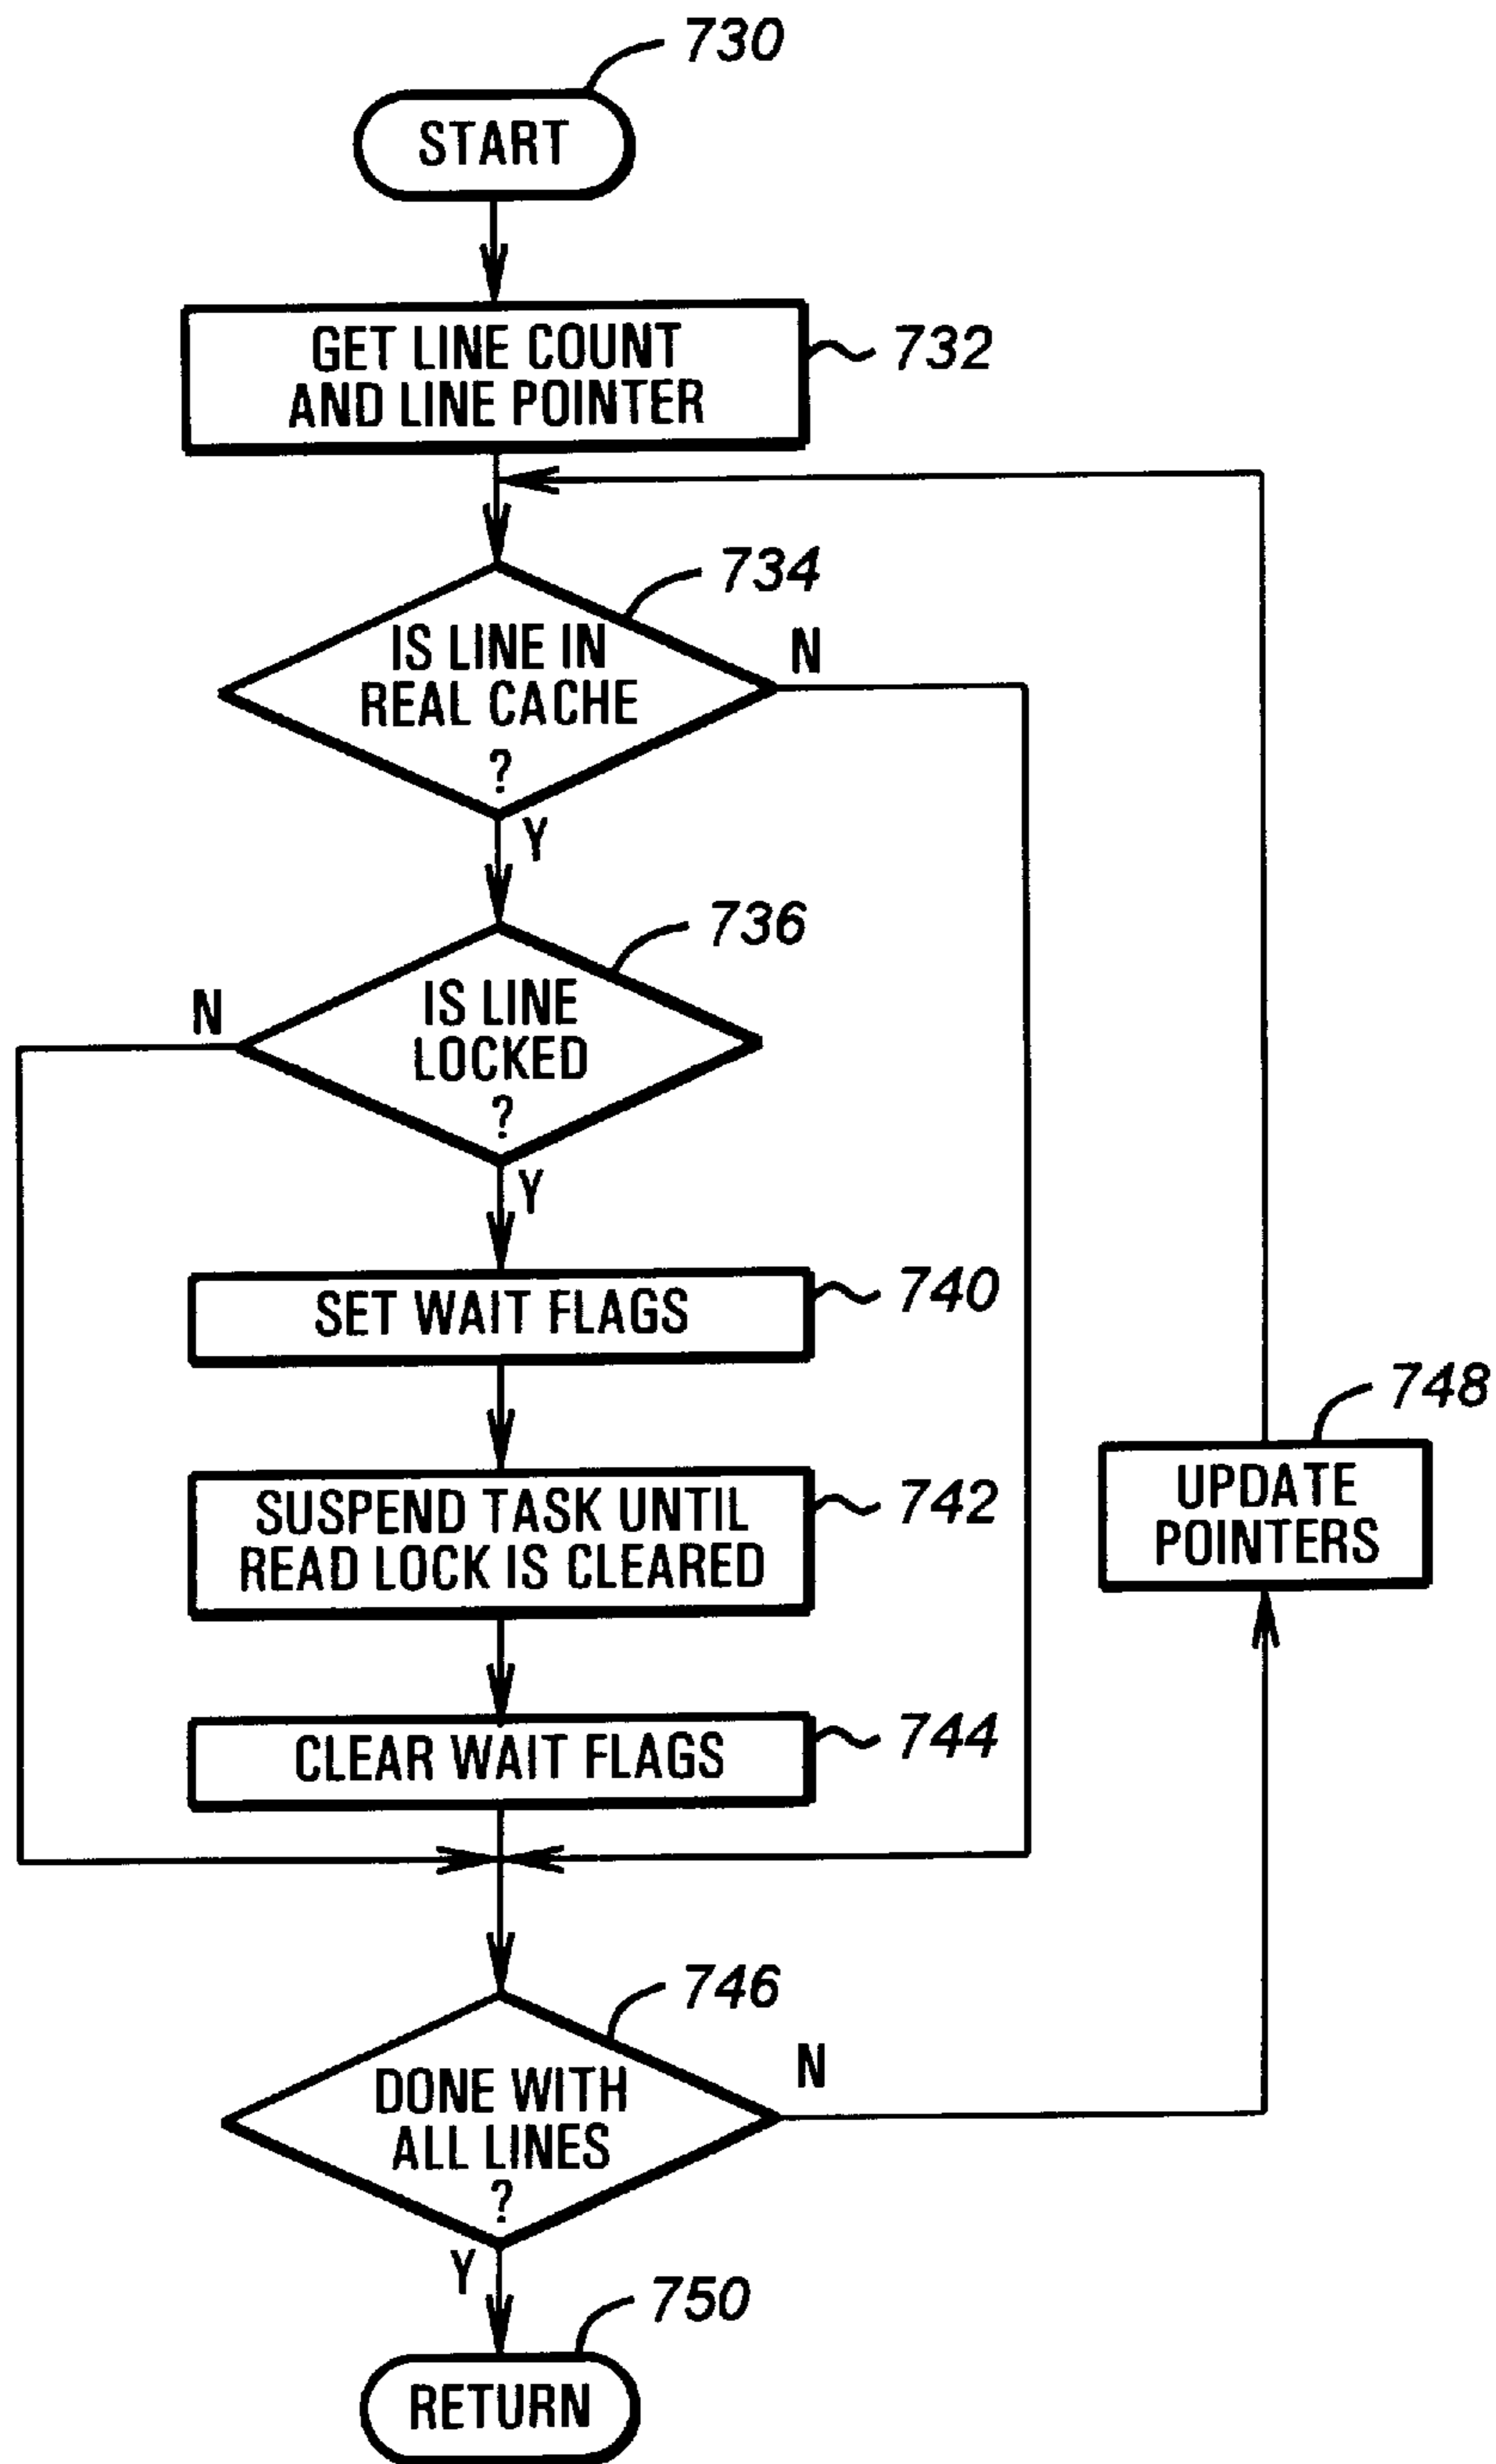 730
START
GET LINE COUNT
AND LINE POINTER
732
734
IS LINE IN
REAL CACHE
?
N
Y
736
IS LINE
LOCKED
?
N
Y
SET WAIT FLAGS
740
SUSPEND TASK UNTIL
READ LOCK IS CLEARED
742
748
UPDATE
POINTERS
CLEAR WAIT FLAGS
744
746
DONE WITH
ALL LINES
?
N
Y
750
RETURN